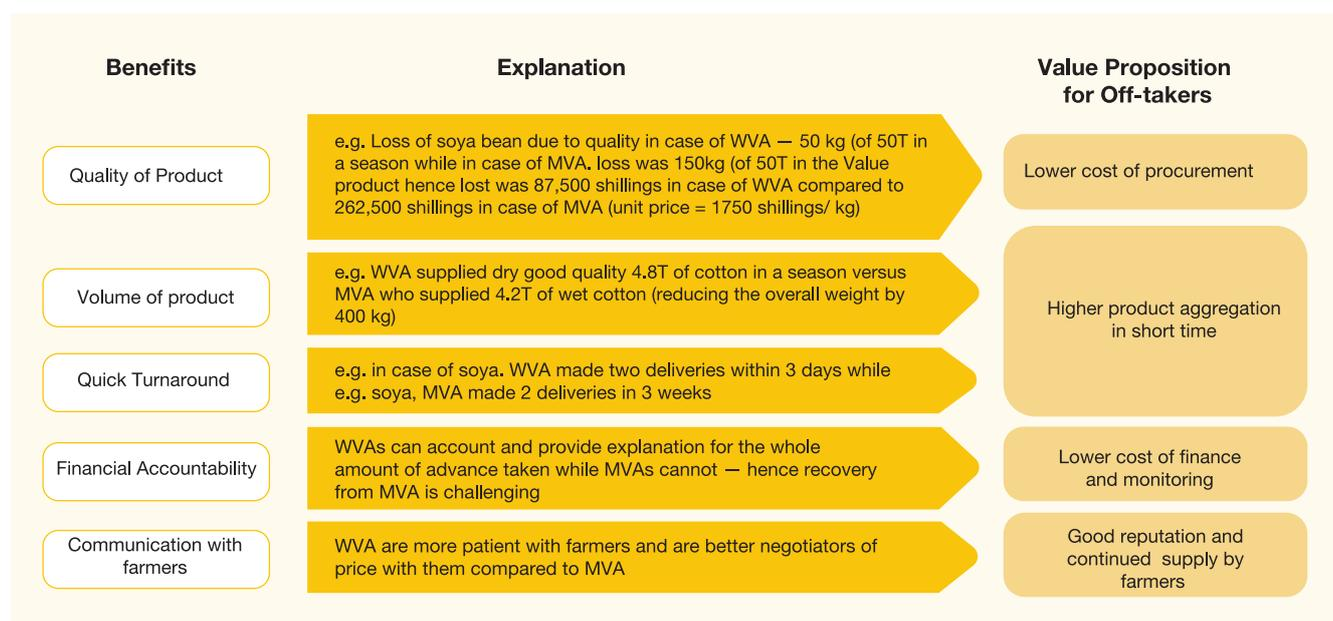 Benefits
Explanation
Value Proposition
for Off-takers
Quality of Product
e.g. Loss of soya bean due to quality in case of WVA — 50 kg (of 50T in
a season while in case of MVA. loss was 150kg (of 50T in the Value
product hence lost was 87,500 shillings in case of WVA compared to
262,500 shillings in case of MVA (unit price = 1750 shillings/ kg)
Lower cost of procurement
Volume of product
e.g. WVA supplied dry good quality 4.8T of cotton in a season versus
MVA who supplied 4.2T of wet cotton (reducing the overall weight by
400 kg)
Higher product aggregation
in short time
Quick Turnaround
e.g. in case of soya. WVA made two deliveries within 3 days while
e.g. soya, MVA made 2 deliveries in 3 weeks
Financial Accountability
WVAs can account and provide explanation for the whole
amount of advance taken while MVAs cannot — hence recovery
from MVA is challenging
Lower cost of finance
and monitoring
Communication with
farmers
WVA are more patient with farmers and are better negotiators of
price with them compared to MVA
Good reputation and
continued supply by
farmers